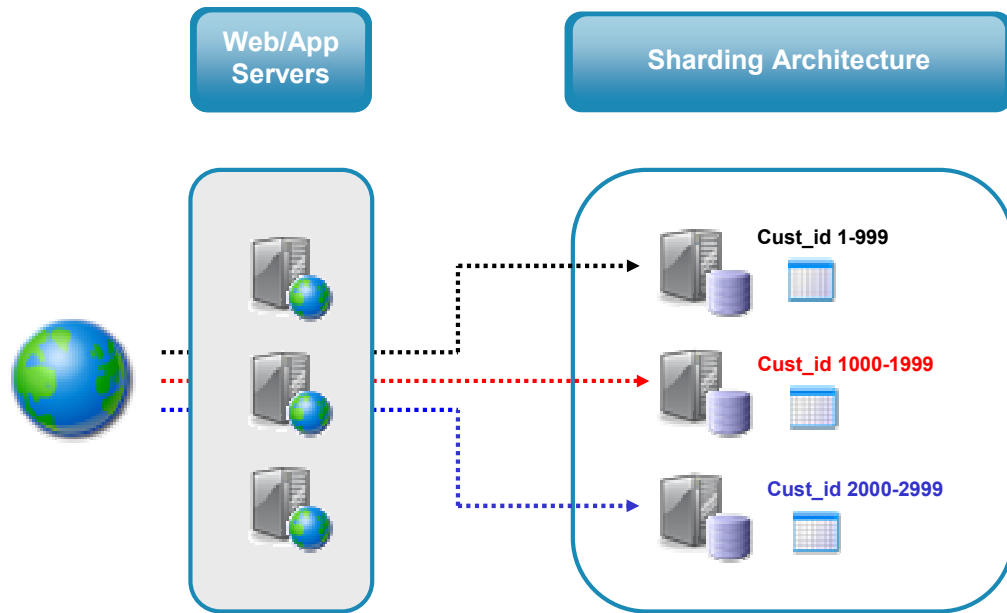 Web/App
Servers
Sharding Architecture
Cust_id 1-999
Cust_id 1000-1999
Cust_id 2000-2999